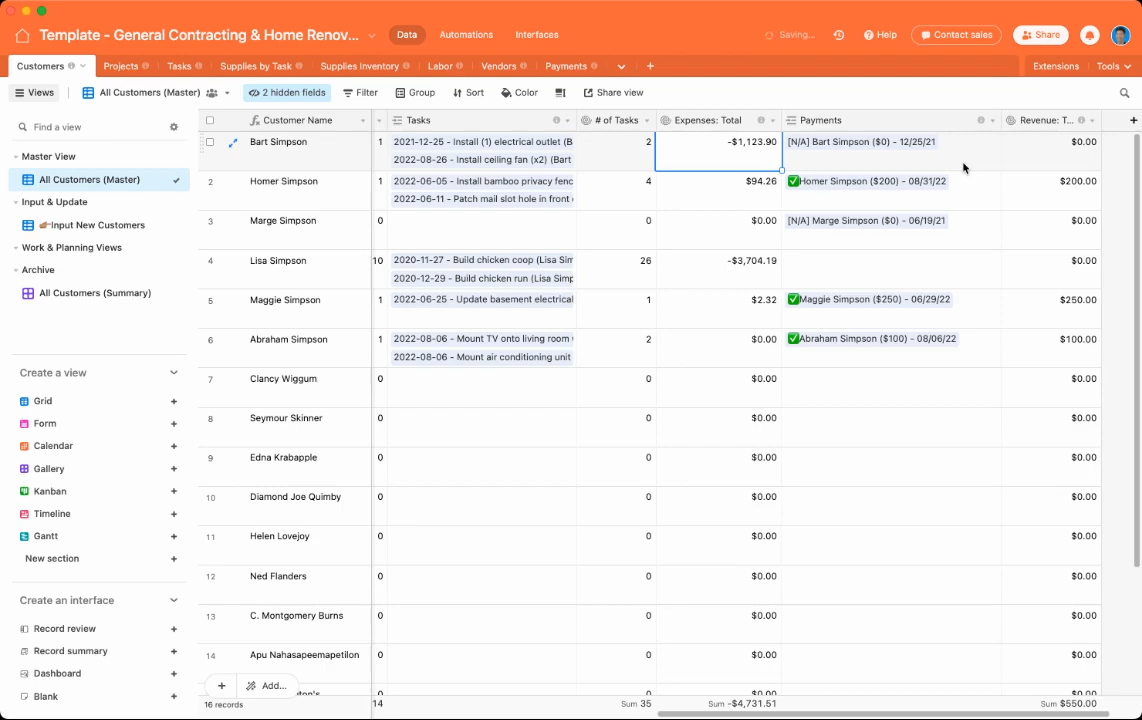 Template - General Contracting & Home Renov...
Data
Automations
Interfaces
Saving...
Help
Contact sales
Share
Customers
Projects
Tasks
Supplies by Task
Supplies Inventory
Labor
Vendors
Payments
Extensions
Tools
Views
All Customers (Master)
2 hidden fields
Filter
Group
Sort
Color
Share view
Find a view
Master View
All Customers (Master)
Input & Update
Input New Customers
Work & Planning Views
Archive
All Customers (Summary)
Create a view
Grid
Form
Calendar
Gallery
Kanban
Timeline
Gantt
New section
Create an interface
Record review
Record summary
Dashboard
Blank
Customer Name Tasks # of Tasks Expenses: Total Payments Revenue: T...
Bart Simpson 1 2021-12-25 - Install (1) electrical outlet (B 2 -$1,123.90 [N/A] Bart Simpson ($0) - 12/25/21 $0.00
2022-08-26 - Install ceiling fan (x2) (Bart
2 Homer Simpson 1 2022-06-05 - Install bamboo privacy fenc 4 $94.26 ✅Homer Simpson ($200) - 08/31/22 $200.00
2022-06-11 - Patch mail slot hole in front
3 Marge Simpson 0 0 $0.00 [N/A] Marge Simpson ($0) - 06/19/21 $0.00
4 Lisa Simpson 10 2020-11-27 - Build chicken coop (Lisa Sim 26 -$3,704.19 $0.00
2020-12-29 - Build chicken run (Lisa Simp
5 Maggie Simpson 1 2022-06-25 - Update basement electrical 1 $2.32 ✅Maggie Simpson ($250) - 06/29/22 $250.00
6 Abraham Simpson 1 2022-08-06 - Mount TV onto living room 2 $0.00 ✅Abraham Simpson ($100) - 08/06/22 $100.00
2022-08-06 - Mount air conditioning unit
7 Clancy Wiggum 0 0 $0.00 $0.00
8 Seymour Skinner 0 0 $0.00 $0.00
9 Edna Krabapple 0 0 $0.00 $0.00
10 Diamond Joe Quimby 0 0 $0.00 $0.00
11 Helen Lovejoy 0 0 $0.00 $0.00
12 Ned Flanders 0 0 $0.00 $0.00
13 C. Montgomery Burns 0 0 $0.00 $0.00
14 Apu Nahasapeemapetilon 0 0 $0.00 $0.00
Add...
16 records 14 Sum 35 Sum -$4,731.51 Sum $550.00